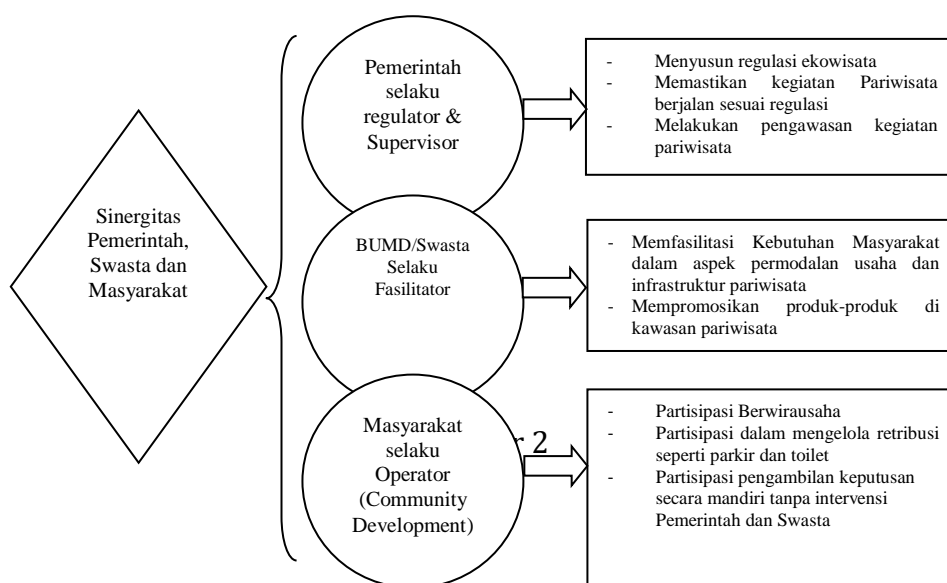 Sinergitas
Pemerintah,
Swasta dan
Masyarakat
Pemerintah
selaku
regulator &
Supervisor
- Menyusun regulasi ekowisata
- Memastikan kegiatan Pariwisata
berjalan sesuai regulasi
- Melakukan pengawasan kegiatan
pariwisata
BUMD/Swasta
Selaku
Fasilitator
- Memfasilitasi Kebutuhan Masyarakat
dalam aspek permodalan usaha dan
infrastruktur pariwisata
- Mempromosikan produk-produk di
kawasan pariwisata
Masyarakat
selaku
Operator
(Community
Development)
2
- Partisipasi Berwirausaha
- Partisipasi dalam mengelola retribusi
seperti parkir dan toilet
- Partisipasi pengambilan keputusan
secara mandiri tanpa intervensi
Pemerintah dan Swasta